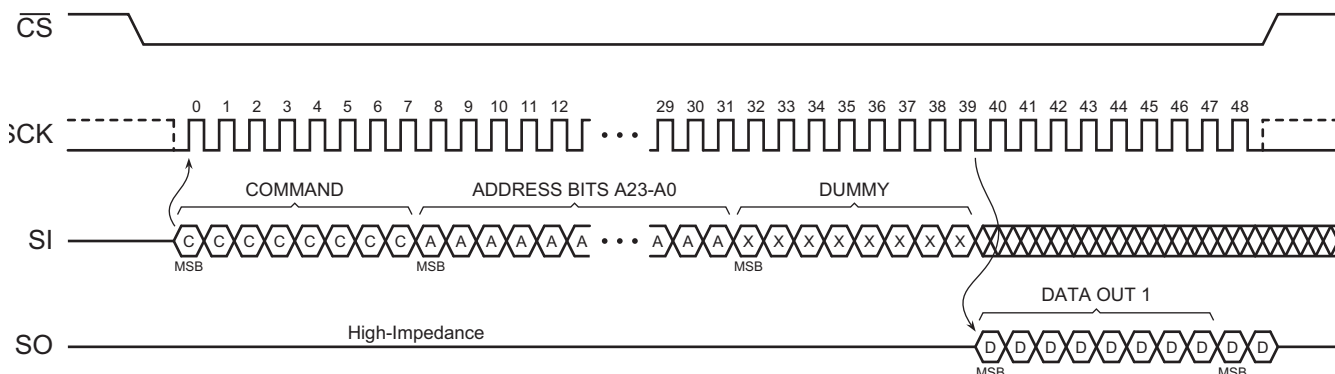 CS
0 1 2 3 4 5 6 7 8 9 10 11 12 29 30 31 32 33 34 35 36 37 38 39 40 41 42 43 44 45 46 47 48
SCK •••
COMMAND ADDRESS BITS A23-A0 DUMMY
SI C C C C C C C C A A A A A A ••• A A A X X X X X X X X
MSB MSB MSB
DATA OUT 1
High-Impedance
SO D D D D D D D D D D
MSB MSB